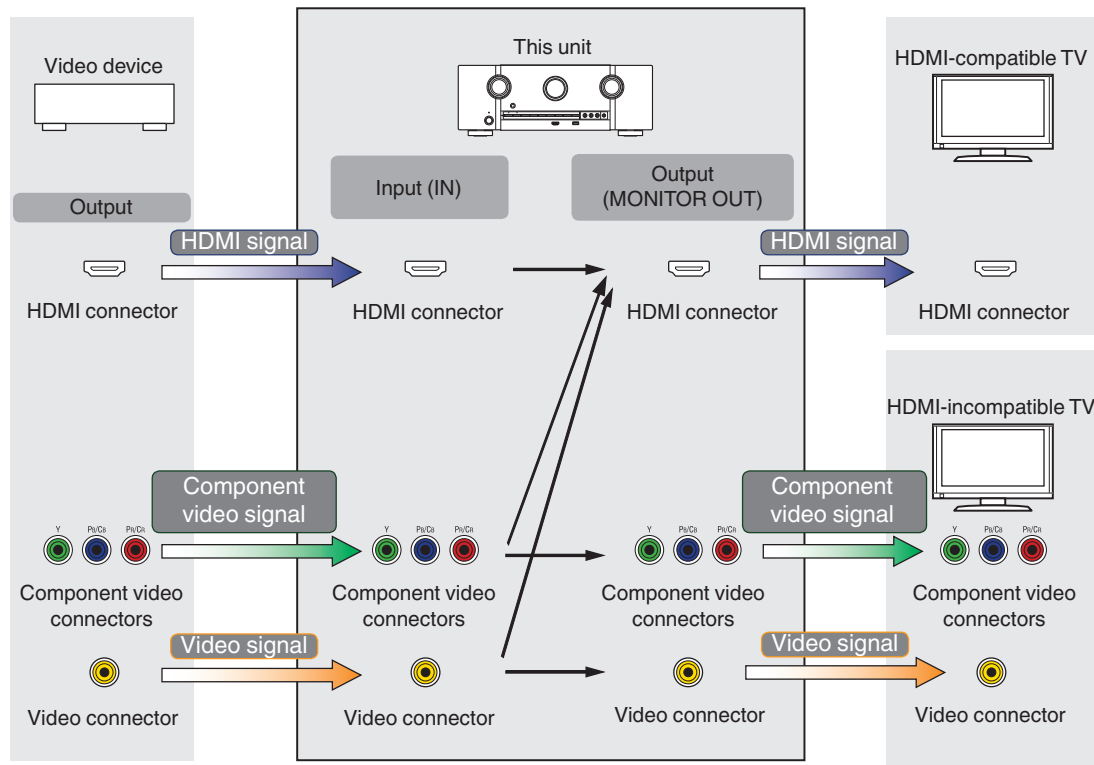 Video device
Output
This unit
Input (IN)
Output
(MONITOR OUT)
HDMI-compatible TV
HDMI signal
HDMI signal
HDMI connector
HDMI connector
HDMI connector
HDMI connector
HDMI-incompatible TV
Component
video signal
Component
video signal
Y PB/CB PR/CR
Y PB/CB PR/CR
Y PB/CB PR/CR
Y PB/CB PR/CR
Component video
connectors
Component video
connectors
Component video
connectors
Component video
connectors
Video signal
Video signal
Video connector
Video connector
Video connector
Video connector